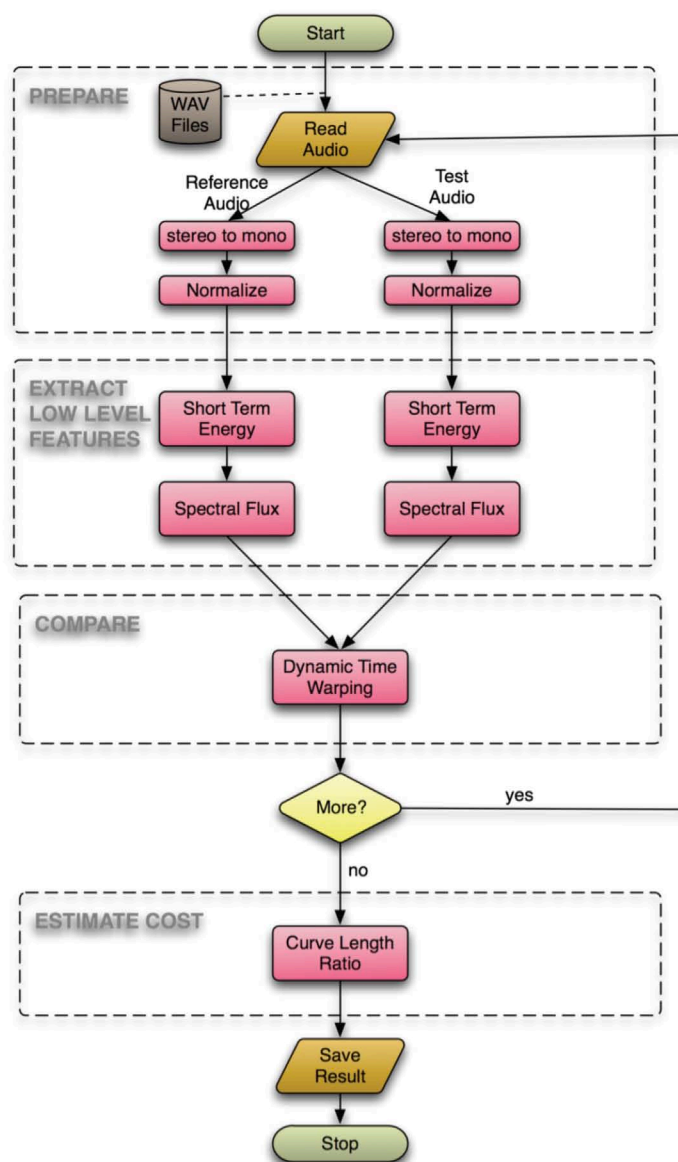 Start
PREPARE
WAV
Files
Read
Audio
Reference
Audio
Test
Audio
stereo to mono
stereo to mono
Normalize
Normalize
EXTRACT
LOW LEVEL
FEATURES
Short Term
Energy
Short Term
Energy
Spectral Flux
Spectral Flux
COMPARE
Dynamic Time
Warping
More?
yes
no
ESTIMATE COST
Curve Length
Ratio
Save
Result
Stop